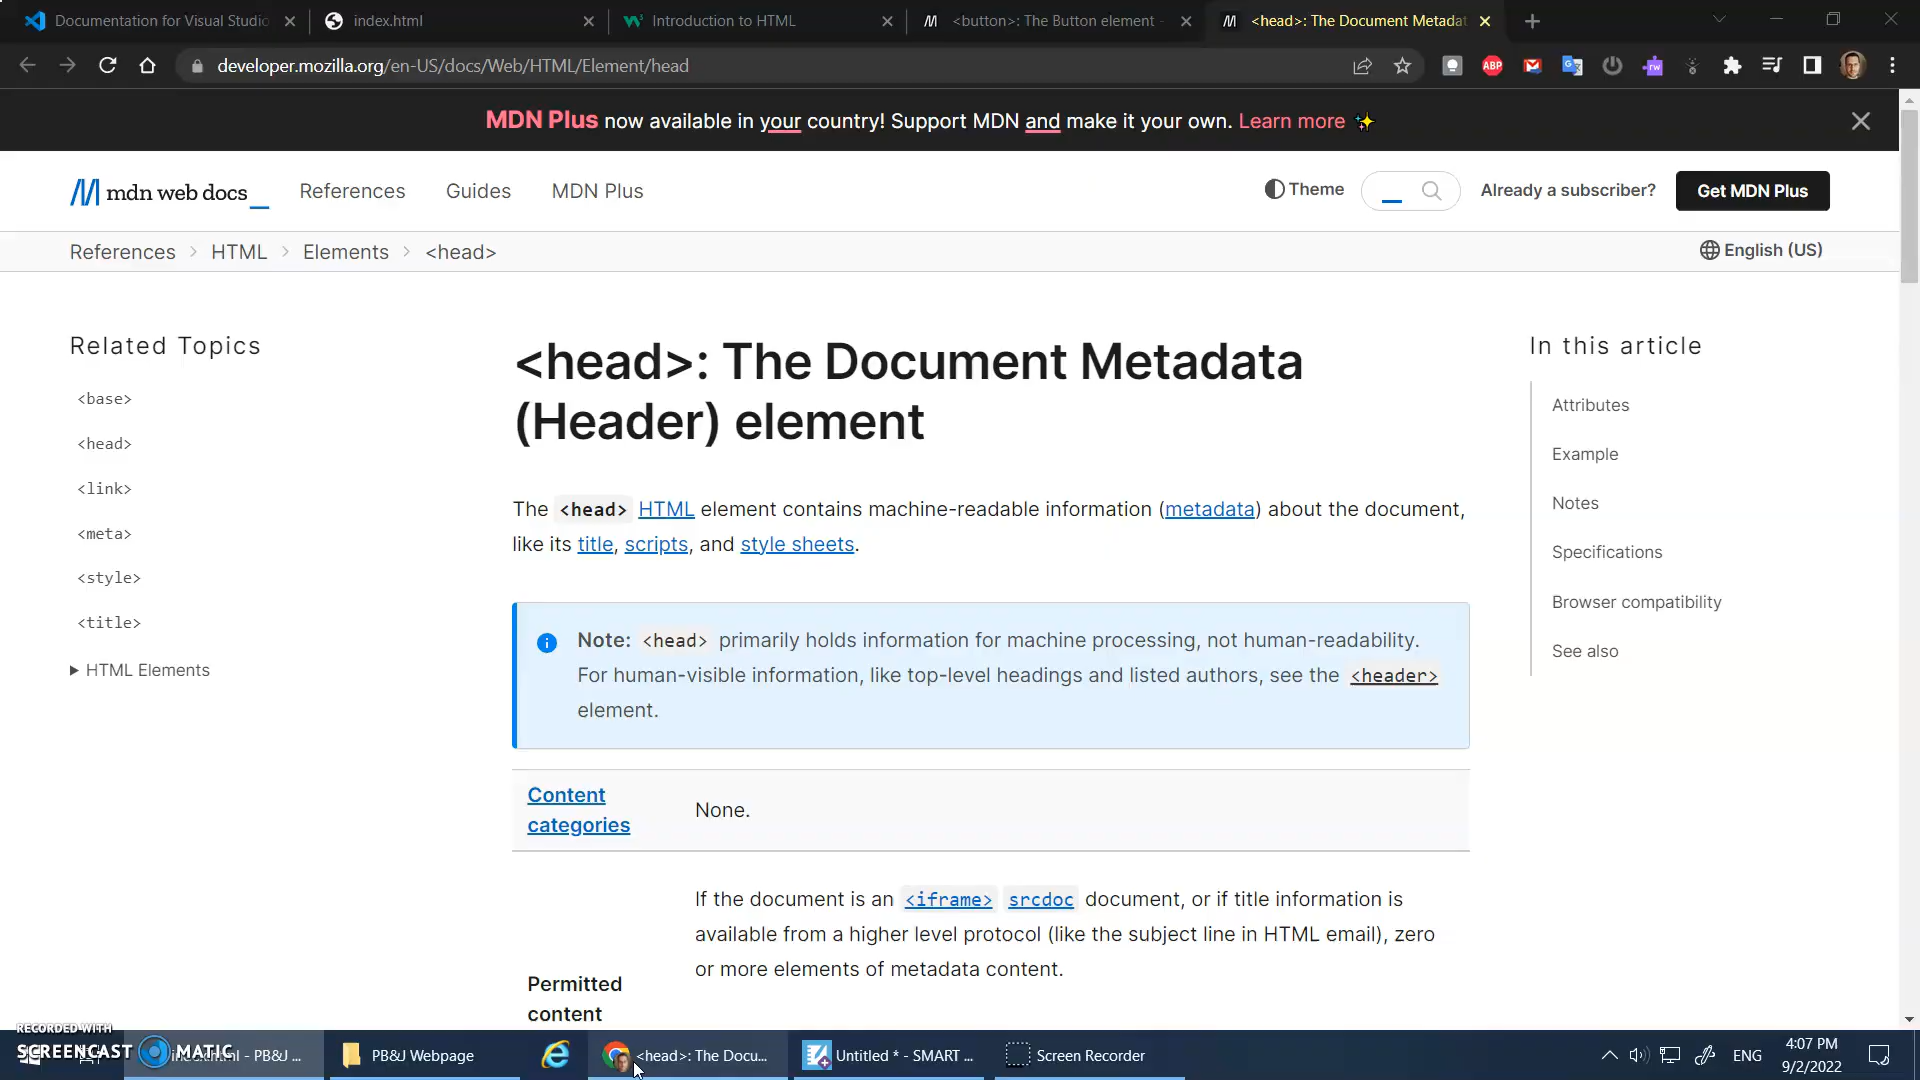 Documentation for Visual Studio
index.html
Introduction to HTML
<button>: The Button element -
<head>: The Document Metadat
developer.mozilla.org/en-US/docs/Web/HTML/Element/head
ABP
MDN Plus now available in your country! Support MDN and make it your own. Learn more ✨
mdn web docs_
References
Guides
MDN Plus
Theme
Already a subscriber?
Get MDN Plus
References > HTML > Elements > <head>
English (US)
Related Topics
<base>
<head>
<link>
<meta>
<style>
<title>
HTML Elements
<head>: The Document Metadata
(Header) element
The <head> HTML element contains machine-readable information (metadata) about the document,
like its title, scripts, and style sheets.
Note: <head> primarily holds information for machine processing, not human-readability.
For human-visible information, like top-level headings and listed authors, see the <header>
element.
Content
categories
None.
If the document is an <iframe> srcdoc document, or if title information is
available from a higher level protocol (like the subject line in HTML email), zero
or more elements of metadata content.
Permitted
content
In this article
Attributes
Example
Notes
Specifications
Browser compatibility
See also
RECORDED WITH
SCREENCAST MATIC
index.html - PB&J ...
PB&J Webpage
<head>: The Docu...
Untitled * - SMART ...
Screen Recorder
ENG
4:07 PM
9/2/2022